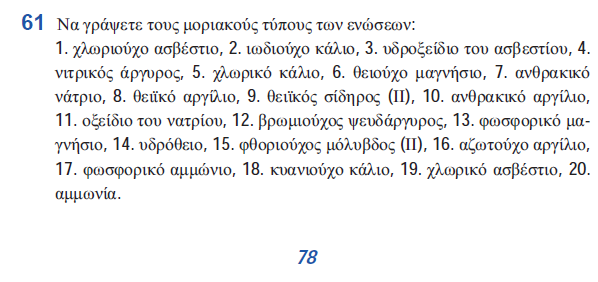 61 Να γράψετε τους μοριακούς τύπους των ενώσεων:
1. χλωριούχο ασβέστιο, 2. ιωδιούχο κάλιο, 3. υδροξείδιο του ασβεστίου, 4.
νιτρικός άργυρος, 5. χλωρικό κάλιο, 6. θειούχο μαγνήσιο, 7. ανθρακικό
νάτριο, 8. θειϊκό αργίλιο, 9. θειϊκός σίδηρος (ΙΙ), 10. ανθρακικό αργίλιο,
11. οξείδιο του νατρίου, 12. βρωμιούχος ψευδάργυρος, 13. φωσφορικό μα-
γνήσιο, 14. υδρόθειο, 15. φθοριούχος μόλυβδος (ΙΙ), 16. αζωτούχο αργίλιο,
17. φωσφορικό αμμώνιο, 18. κυανιούχο κάλιο, 19. χλωρικό ασβέστιο, 20.
αμμωνία.
78